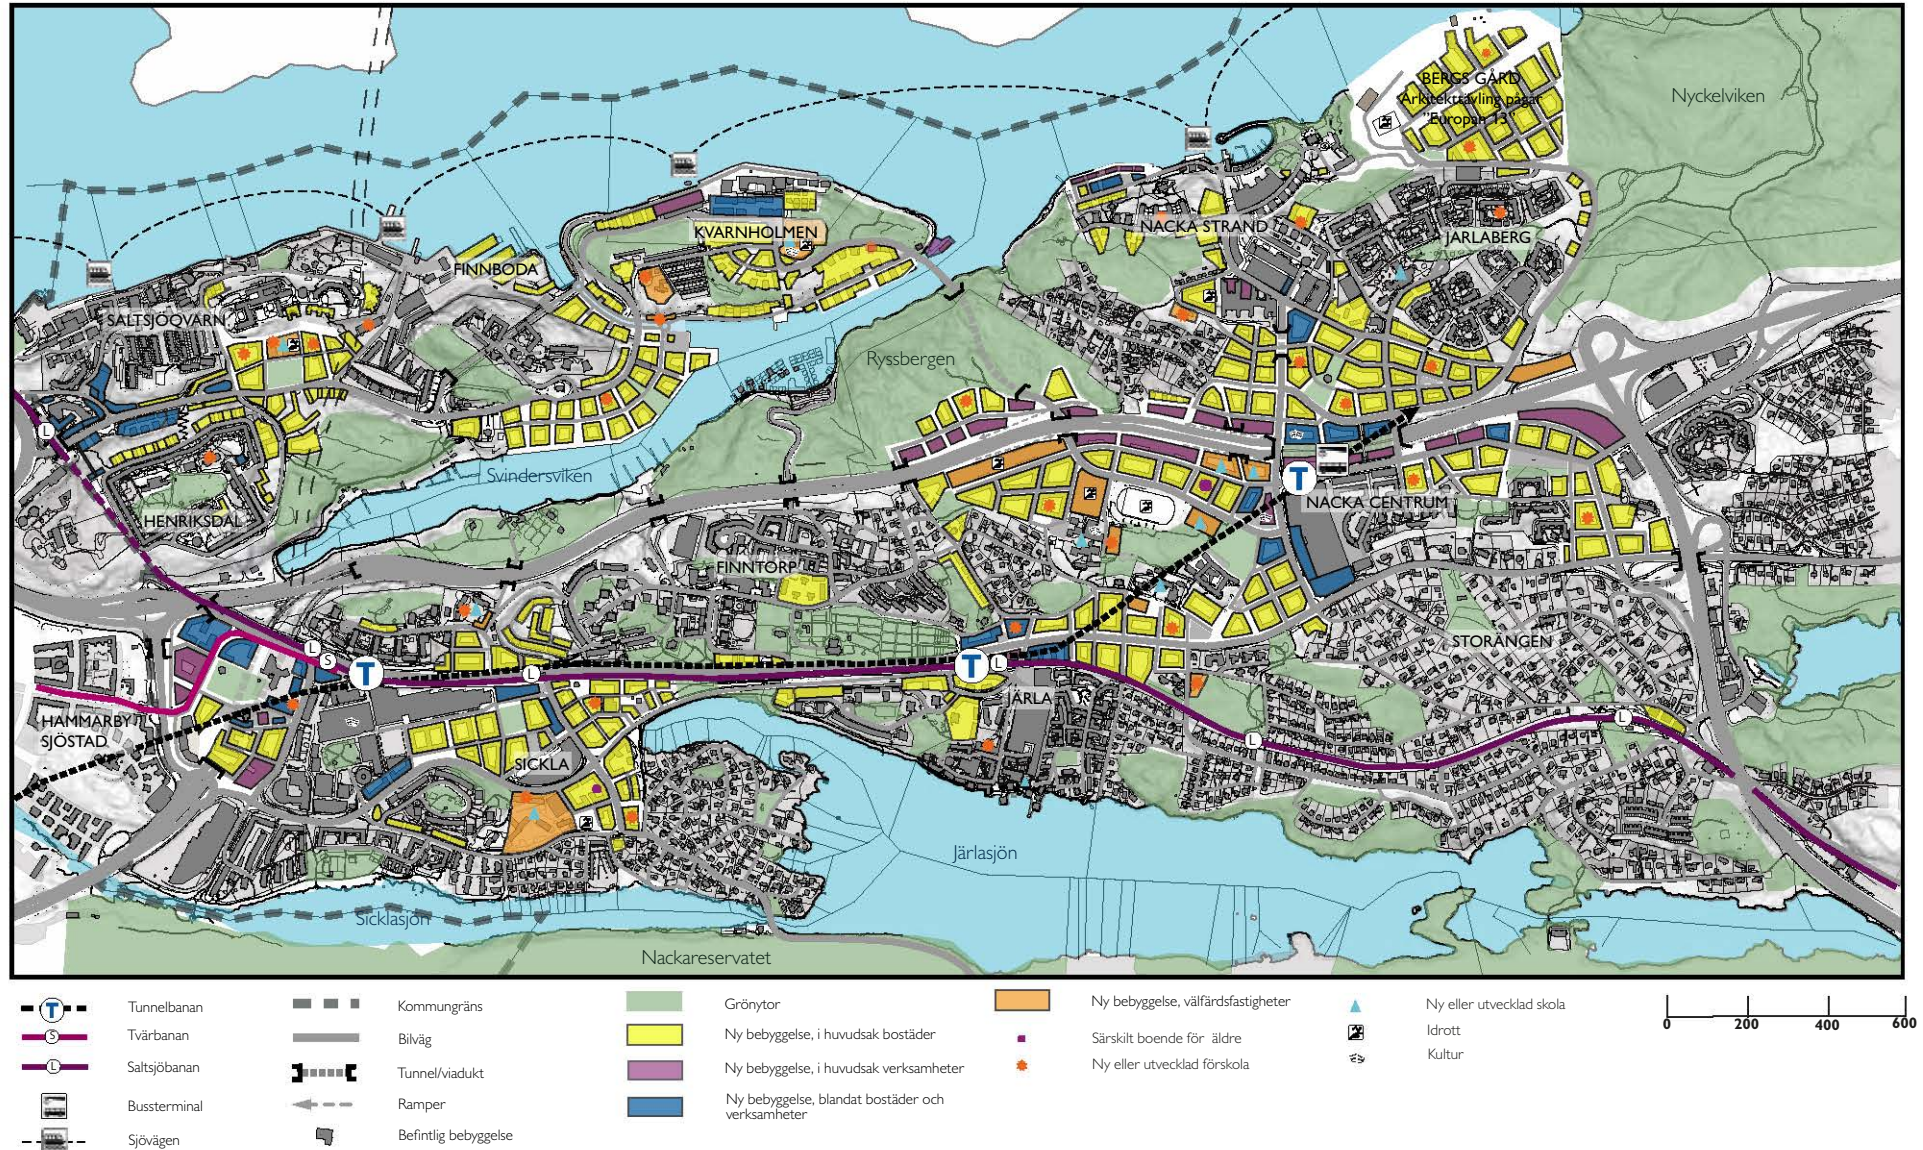 BERGS GÅRD
Arkitekttävling pågår
"Europan 13"
Nyckelviken
KVARNHOLMEN
NACKA STRAND
JARLABERG
FINNBODA
SALTSJÖQVARN
Ryssbergen
Svindersviken
HENRIKSDAL
NACKA CENTRUM
FINNTORP
STORÄNGEN
HAMMARBY
SJÖSTAD
JÄRLA
SICKLA
Järlasjön
Sicklasjön
Nackareservatet
L
L
S
T
L
T
L
T
L
L
T Tunnelbanan
S Tvärbanan
L Saltsjöbanan
Bussterminal
Sjövägen
Kommungräns
Bilväg
Tunnel/viadukt
Ramper
Befintlig bebyggelse
Grönytor
Ny bebyggelse, i huvudsak bostäder
Ny bebyggelse, i huvudsak verksamheter
Ny bebyggelse, blandat bostäder och
verksamheter
Ny bebyggelse, välfärdsfastigheter
Särskilt boende för äldre
Ny eller utvecklad förskola
Ny eller utvecklad skola
Idrott
Kultur
0 200 400 600